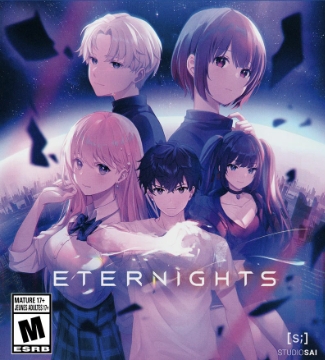 ETERNIGHTS
MATURE 17+
JEUNES ADULTES 17+
M
ESRB
[s;]
STUDIOSAI